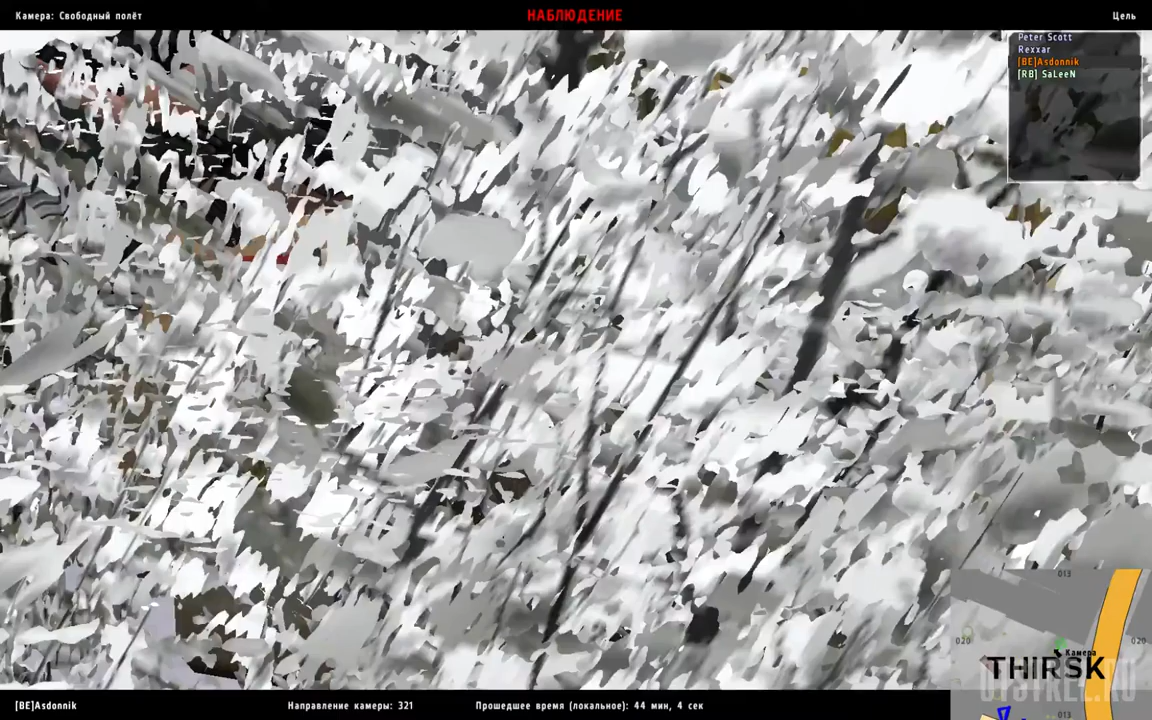 Камера: Свободный полёт
НАБЛЮДЕНИЕ
Цель
Peter Scott
Rexxar
[BE]Asdonnik
[RB] SaLeeN
013
020
020
Камера
THIRSK
013
[BE]Asdonnik
Направление камеры: 321
Прошедшее время (локальное): 44 мин, 4 сек